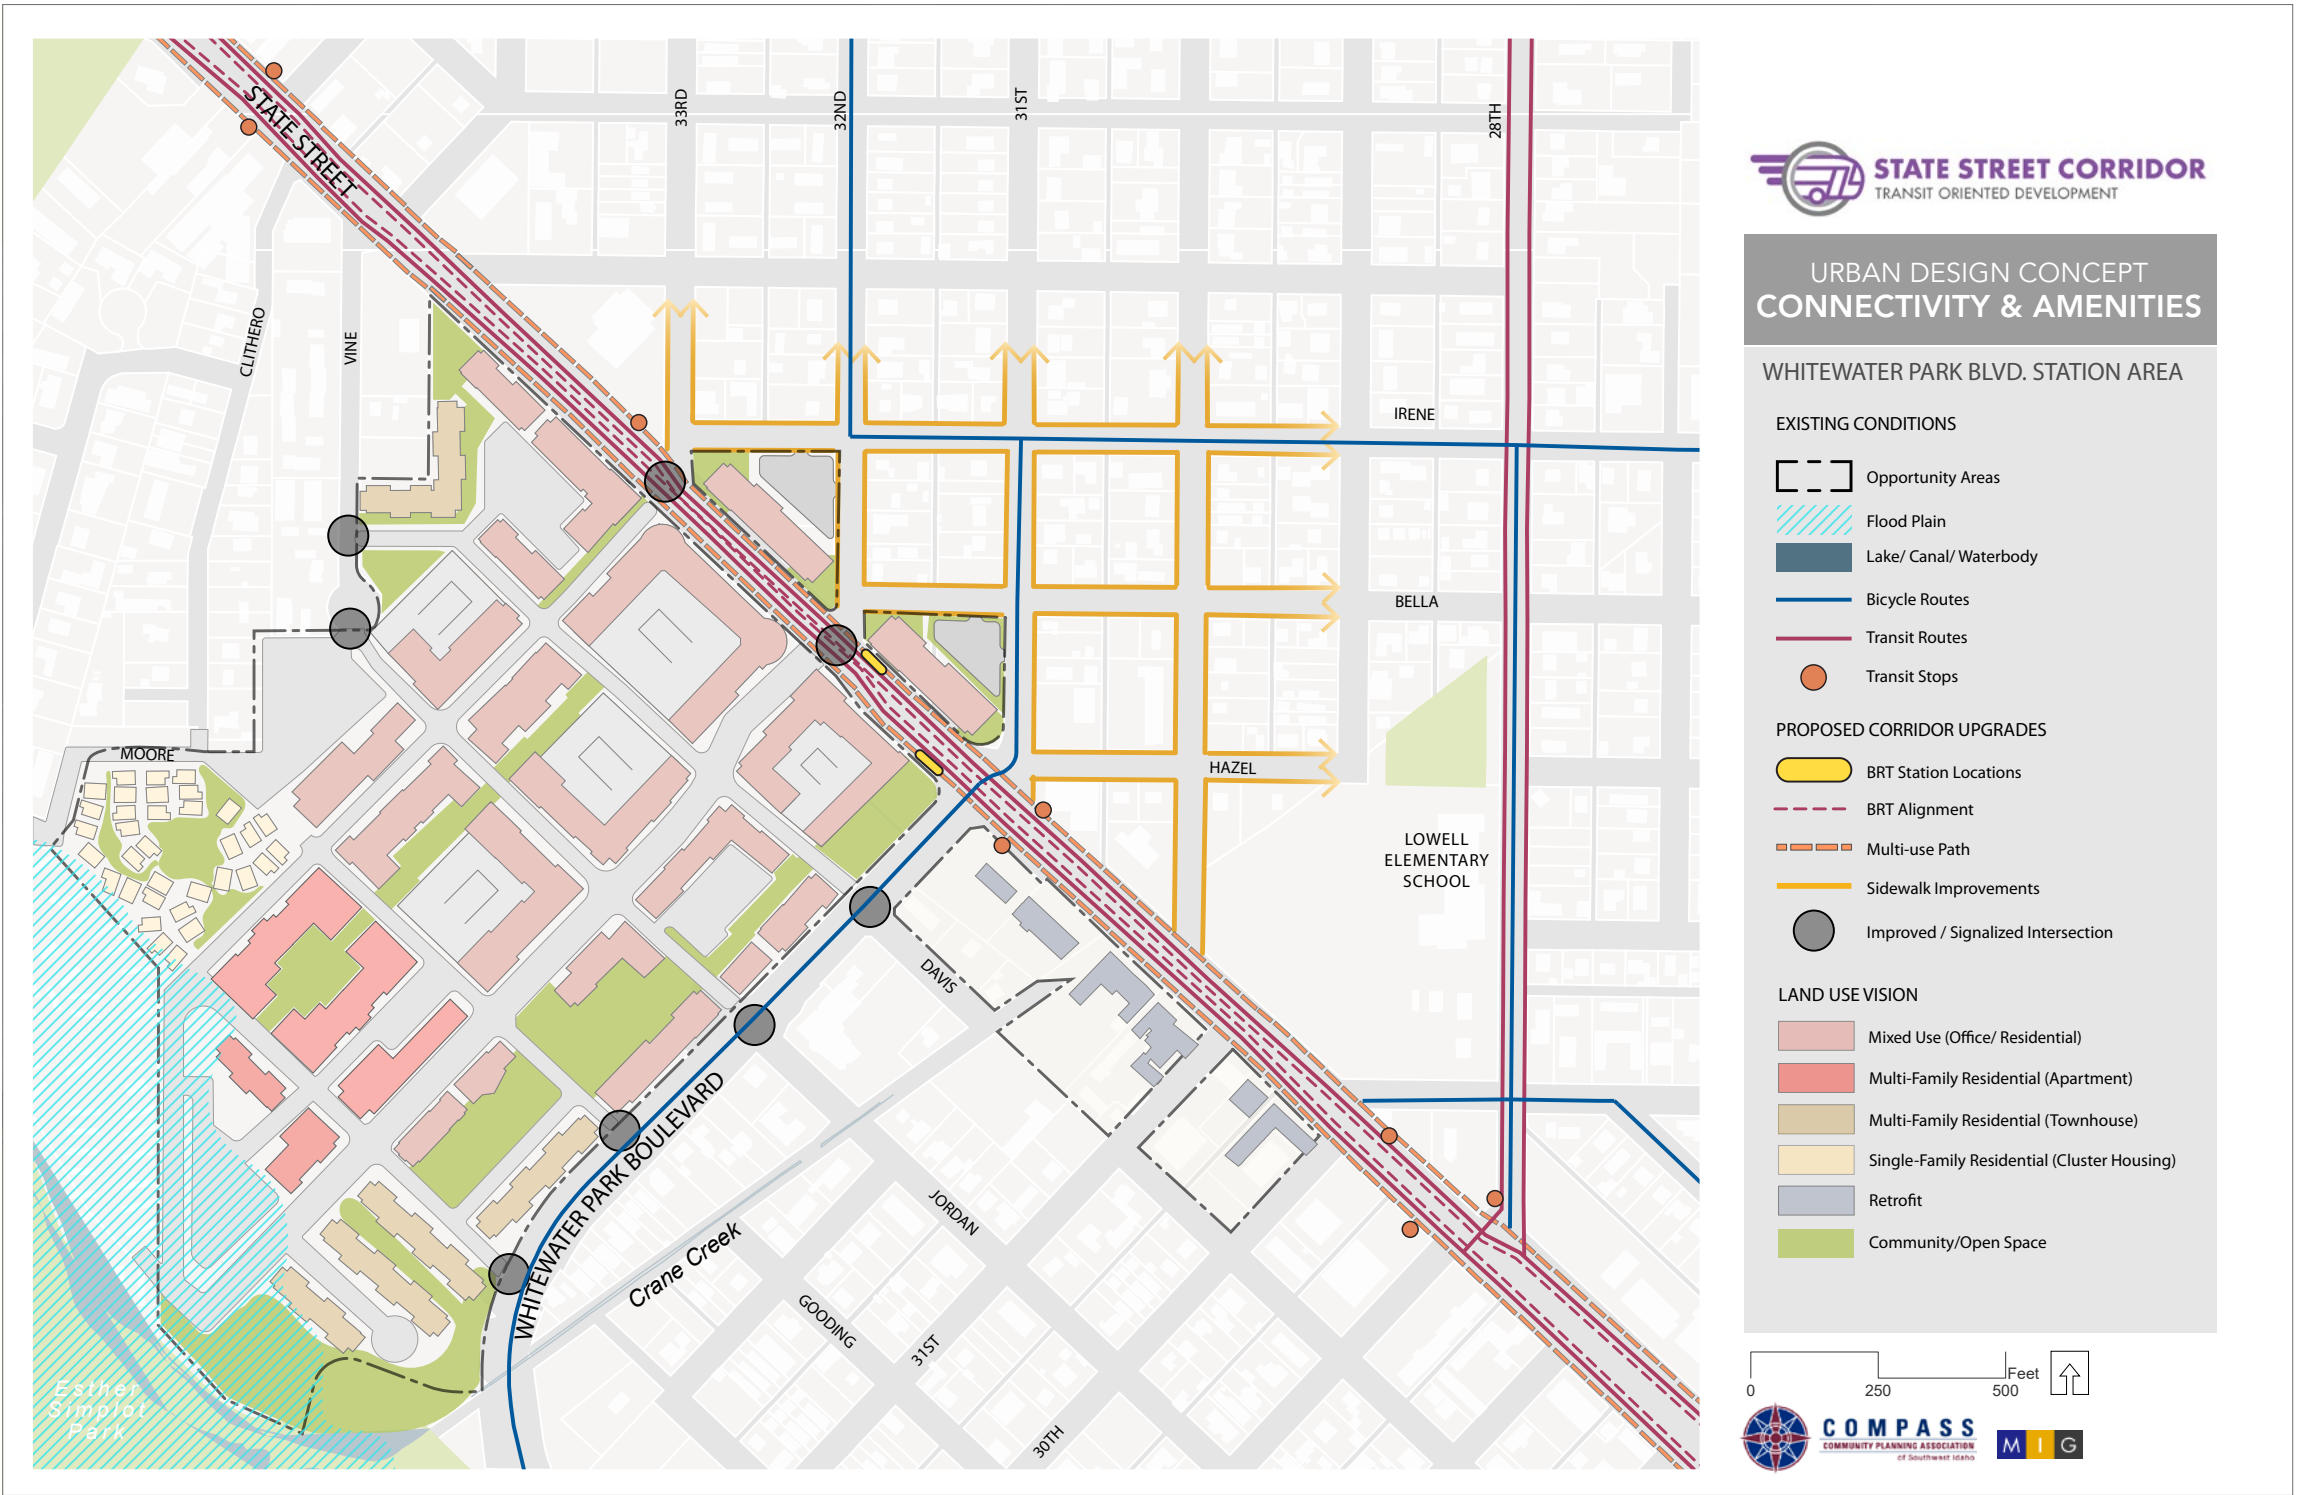 STATE STREET
33RD
32ND
31ST
28TH
CLITHERO
VINE
IRENE
BELLA
HAZEL
MOORE
LOWELL
ELEMENTARY
SCHOOL
DAVIS
WHITEWATER PARK BOULEVARD
Crane Creek
JORDAN
GOODING
31ST
30TH
Esther
Simplot
Park
STATE STREET CORRIDOR
TRANSIT ORIENTED DEVELOPMENT
URBAN DESIGN CONCEPT
CONNECTIVITY & AMENITIES
WHITEWATER PARK BLVD. STATION AREA
EXISTING CONDITIONS
Opportunity Areas
Flood Plain
Lake/ Canal/ Waterbody
Bicycle Routes
Transit Routes
Transit Stops
PROPOSED CORRIDOR UPGRADES
BRT Station Locations
BRT Alignment
Multi-use Path
Sidewalk Improvements
Improved / Signalized Intersection
LAND USE VISION
Mixed Use (Office/ Residential)
Multi-Family Residential (Apartment)
Multi-Family Residential (Townhouse)
Single-Family Residential (Cluster Housing)
Retrofit
Community/Open Space
0 250 500 Feet
COMPASS
COMMUNITY PLANNING ASSOCIATION
of Southwest Idaho
M I G